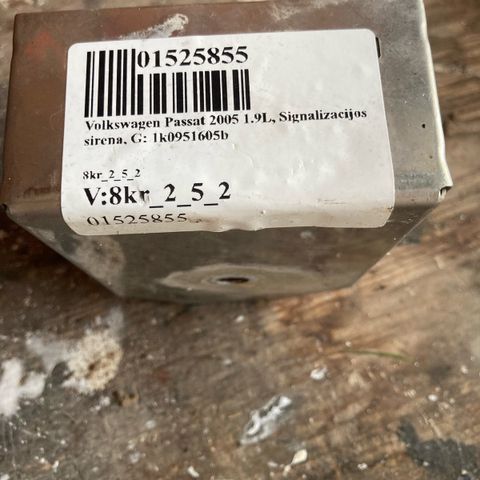 01525855
Volkswagen Passat 2005 1.9L, Signalizacijos
sirena, G: 1k0951605b
8kr_2_5_2
V:8kr_2_5_2
01525855